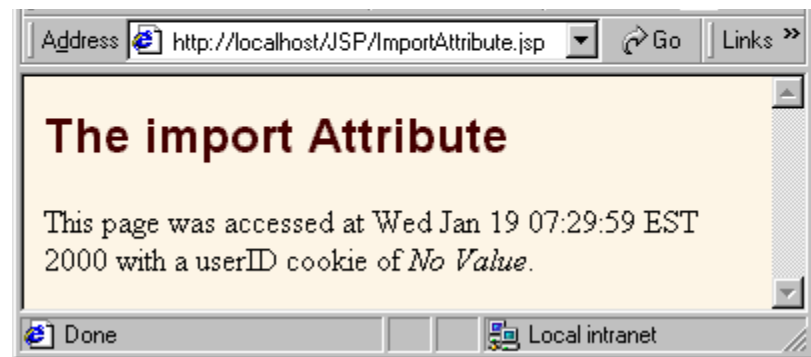 Address http://localhost/JSP/ImportAttribute.jsp Go Links »
The import Attribute
This page was accessed at Wed Jan 19 07:29:59 EST
2000 with a userID cookie of No Value.
Done Local intranet